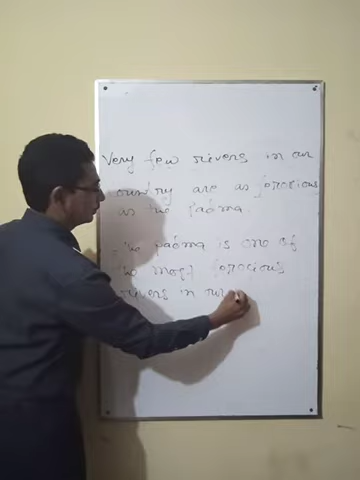 Very few rivers in our
country are as ferocious
as the Padma.
= The Padma is one of
the most ferocious
rivers in